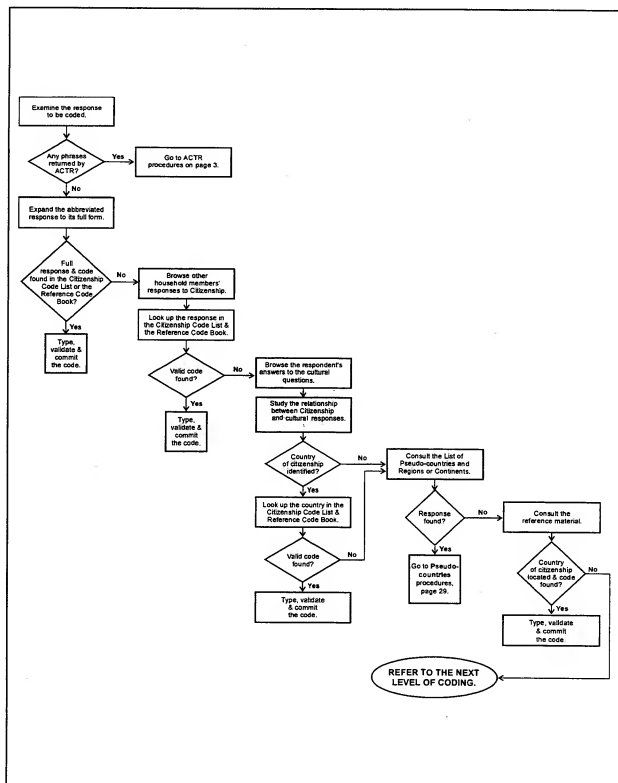 Examine the response
to be coded.
Any phrases
returned by
ACTR?
Yes
Go to ACTR
procedures on page 3.
No
Expand the abbreviated
response to its full form.
Full
response & code
found in the Citizenship
Code List or the
Reference Code
Book?
No
Browse other
household members'
responses to Citizenship.
Yes
Type,
validate &
commit
the code.
Look up the response in
the Citizenship Code List &
the Reference Code Book.
Valid code
found?
No
Browse the respondent's
answers to the cultural
questions.
Yes
Type,
validate &
commit
the code.
Study the relationship
between Citizenship
and cultural responses.
Country
of citizenship
identified?
No
Consult the List of
Pseudo-countries and
Regions or Continents.
Yes
Look up the country in the
Citizenship Code List &
Reference Code Book.
Valid code
found?
No
Yes
Type, validate
& commit
the code.
Response
found?
No
Consult the
reference material.
Yes
Go to Pseudo-
countries
procedures,
page 29.
Country
of citizenship
located & code
found?
No
Yes
Type, validate
& commit
the code
REFER TO THE NEXT
LEVEL OF CODING.